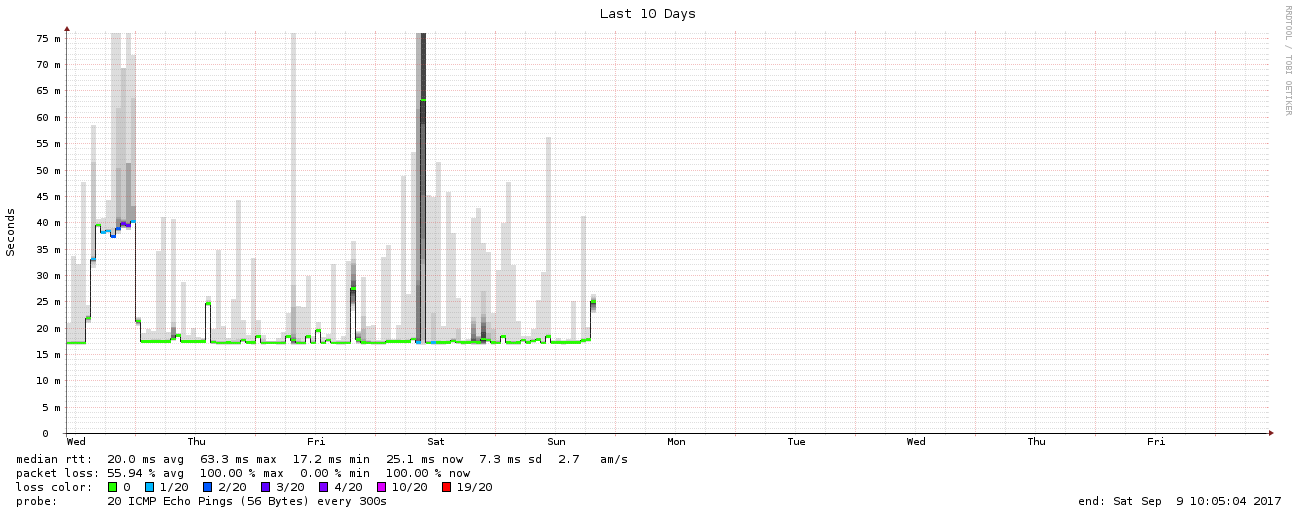 Last 10 Days
RRDTOOL / TOBI OETIKER
Seconds
75 m
70 m
65 m
60 m
55 m
50 m
45 m
40 m
35 m
30 m
25 m
20 m
15 m
10 m
5 m
0
Wed Thu Fri Sat Sun Mon Tue Wed Thu Fri
median rtt: 20.0 ms avg 63.3 ms max 17.2 ms min 25.1 ms now 7.3 ms sd 2.7 am/s
packet loss: 55.94 % avg 100.00 % max 0.00 % min 100.00 % now
loss color: 0 1/20 2/20 3/20 4/20 10/20 19/20
probe: 20 ICMP Echo Pings (56 Bytes) every 300s end: Sat Sep 9 10:05:04 2017